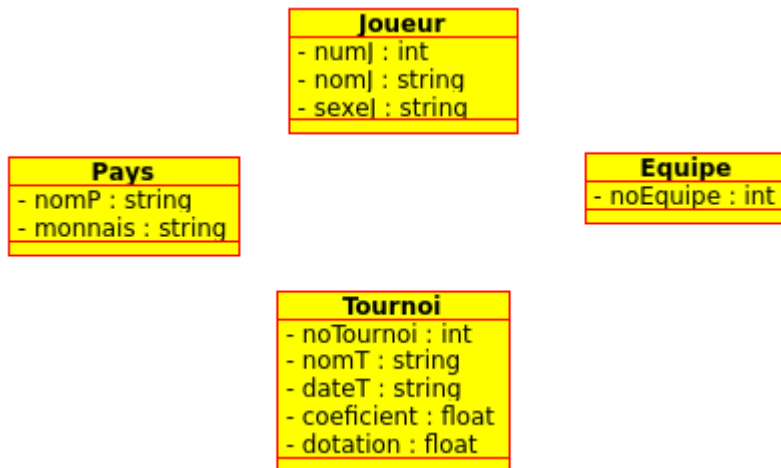 Joueur
- numJ : int
- nomJ : string
- sexeJ : string
Pays
- nomP : string
- monnais : string
Equipe
- noEquipe : int
Tournoi
- noTournoi : int
- nomT : string
- dateT : string
- coeficient : float
- dotation : float